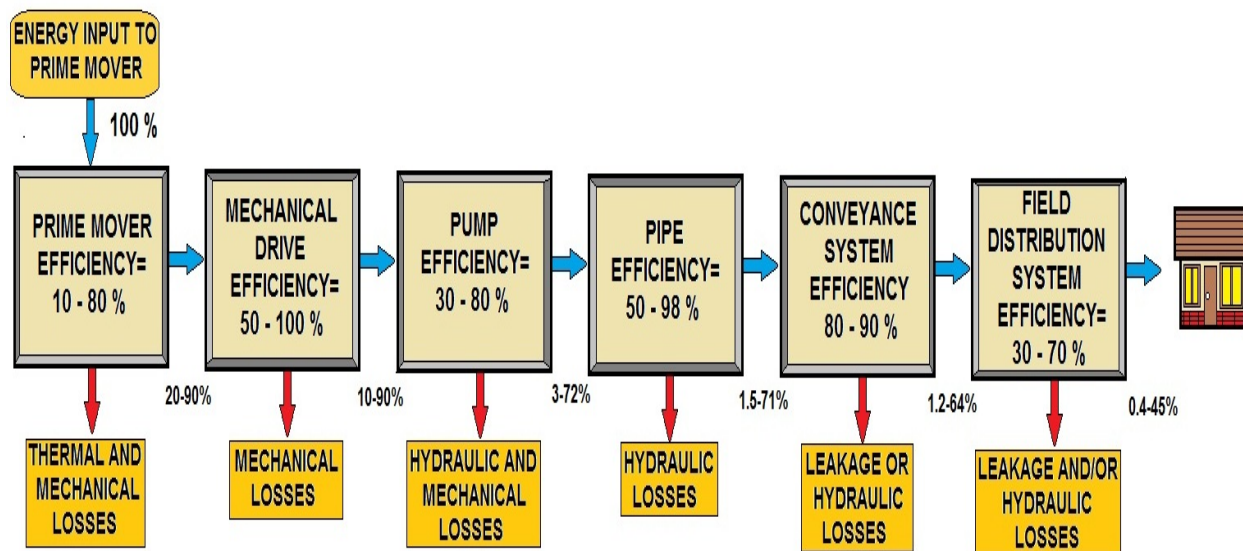 ENERGY INPUT TO
PRIME MOVER
100 %
PRIME MOVER
EFFICIENCY=
10 - 80 %
MECHANICAL
DRIVE
EFFICIENCY=
50 - 100 %
PUMP
EFFICIENCY=
30 - 80 %
PIPE
EFFICIENCY=
50 - 98 %
CONVEYANCE
SYSTEM
EFFICIENCY
80 - 90 %
FIELD
DISTRIBUTION
SYSTEM
EFFICIENCY=
30 - 70 %
20-90%
10-90%
3-72%
1.5-71%
1.2-64%
0.4-45%
THERMAL AND
MECHANICAL
LOSSES
MECHANICAL
LOSSES
HYDRAULIC AND
MECHANICAL
LOSSES
HYDRAULIC
LOSSES
LEAKAGE OR
HYDRAULIC
LOSSES
LEAKAGE AND/OR
HYDRAULIC
LOSSES